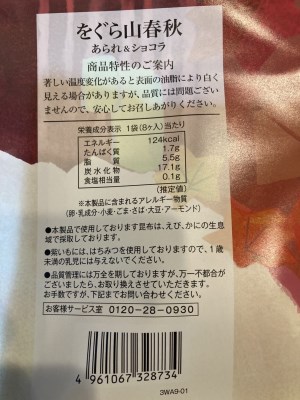 をぐら山春秋
あられ&ショコラ
商品特性のご案内
著しい温度変化があると表面の油脂により白く
見える場合がありますが、品質には問題ござい
ませんので、安心してお召しあがりください。
栄養成分表示 1袋(8ヶ入)当たり
エネルギー 124kcal
たんぱく質 1.7g
脂質 5.5g
炭水化物 17.1g
食塩相当量 0.1g
(推定値)
※本製品に含まれるアレルギー物質
(卵・乳成分・小麦・ごま・さば・大豆・アーモンド)
●本製品で使用しております昆布は、えび、かにの生息
域で採取しております。
●紫いもには、はちみつを使用しておりますので、1歳
未満の乳児には与えないでください。
●品質管理には万全を期しておりますが、万一不都合が
ございましたら、お取り換えさせていただきます。
お手数ですが、下記までお問い合わせください。
お客様サービス室 0120-28-0930
4 961067 328734
3WA9-01